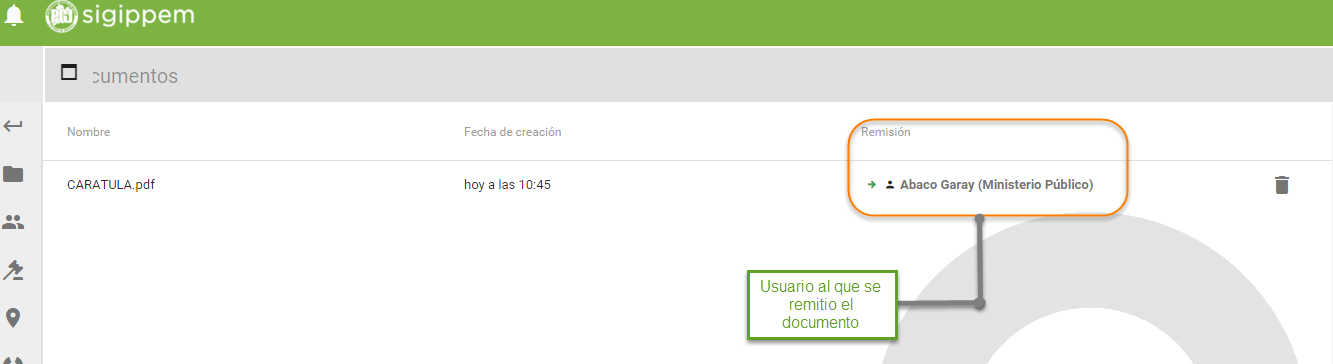 PGJ sigippem
cumentos
Nombre Fecha de creación Remisión
CARATULA.pdf hoy a las 10:45 Abaco Garay (Ministerio Público)
Usuario al que se
remitio el
documento